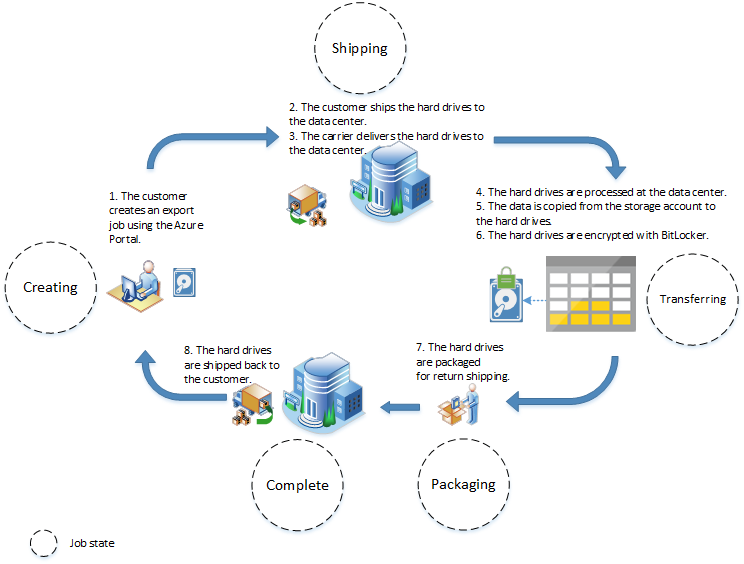 Shipping
2. The customer ships the hard drives to
the data center.
3. The carrier delivers the hard drives to
the data center.
1. The customer
creates an export
job using the Azure
Portal.
4. The hard drives are processed at the data center.
5. The data is copied from the storage account to
the hard drives.
6. The hard drives are encrypted with BitLocker.
Creating
Transferring
8. The hard drives
are shipped back to
the customer.
7. The hard drives
are packaged
for return shipping.
Complete
Packaging
Job state